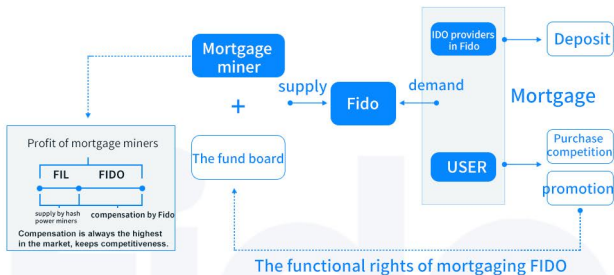 Mortgage
miner
+
The fund board
supply
Fido
demand
IDO providers
in Fido
USER
Deposit
Mortgage
Purchase
competition
promotion
Profit of mortgage miners
FIL FIDO
supply by hash
power miners
compensation by Fido
Compensation is always the highest
in the market, keeps competitiveness.
The functional rights of mortgaging FIDO
fido